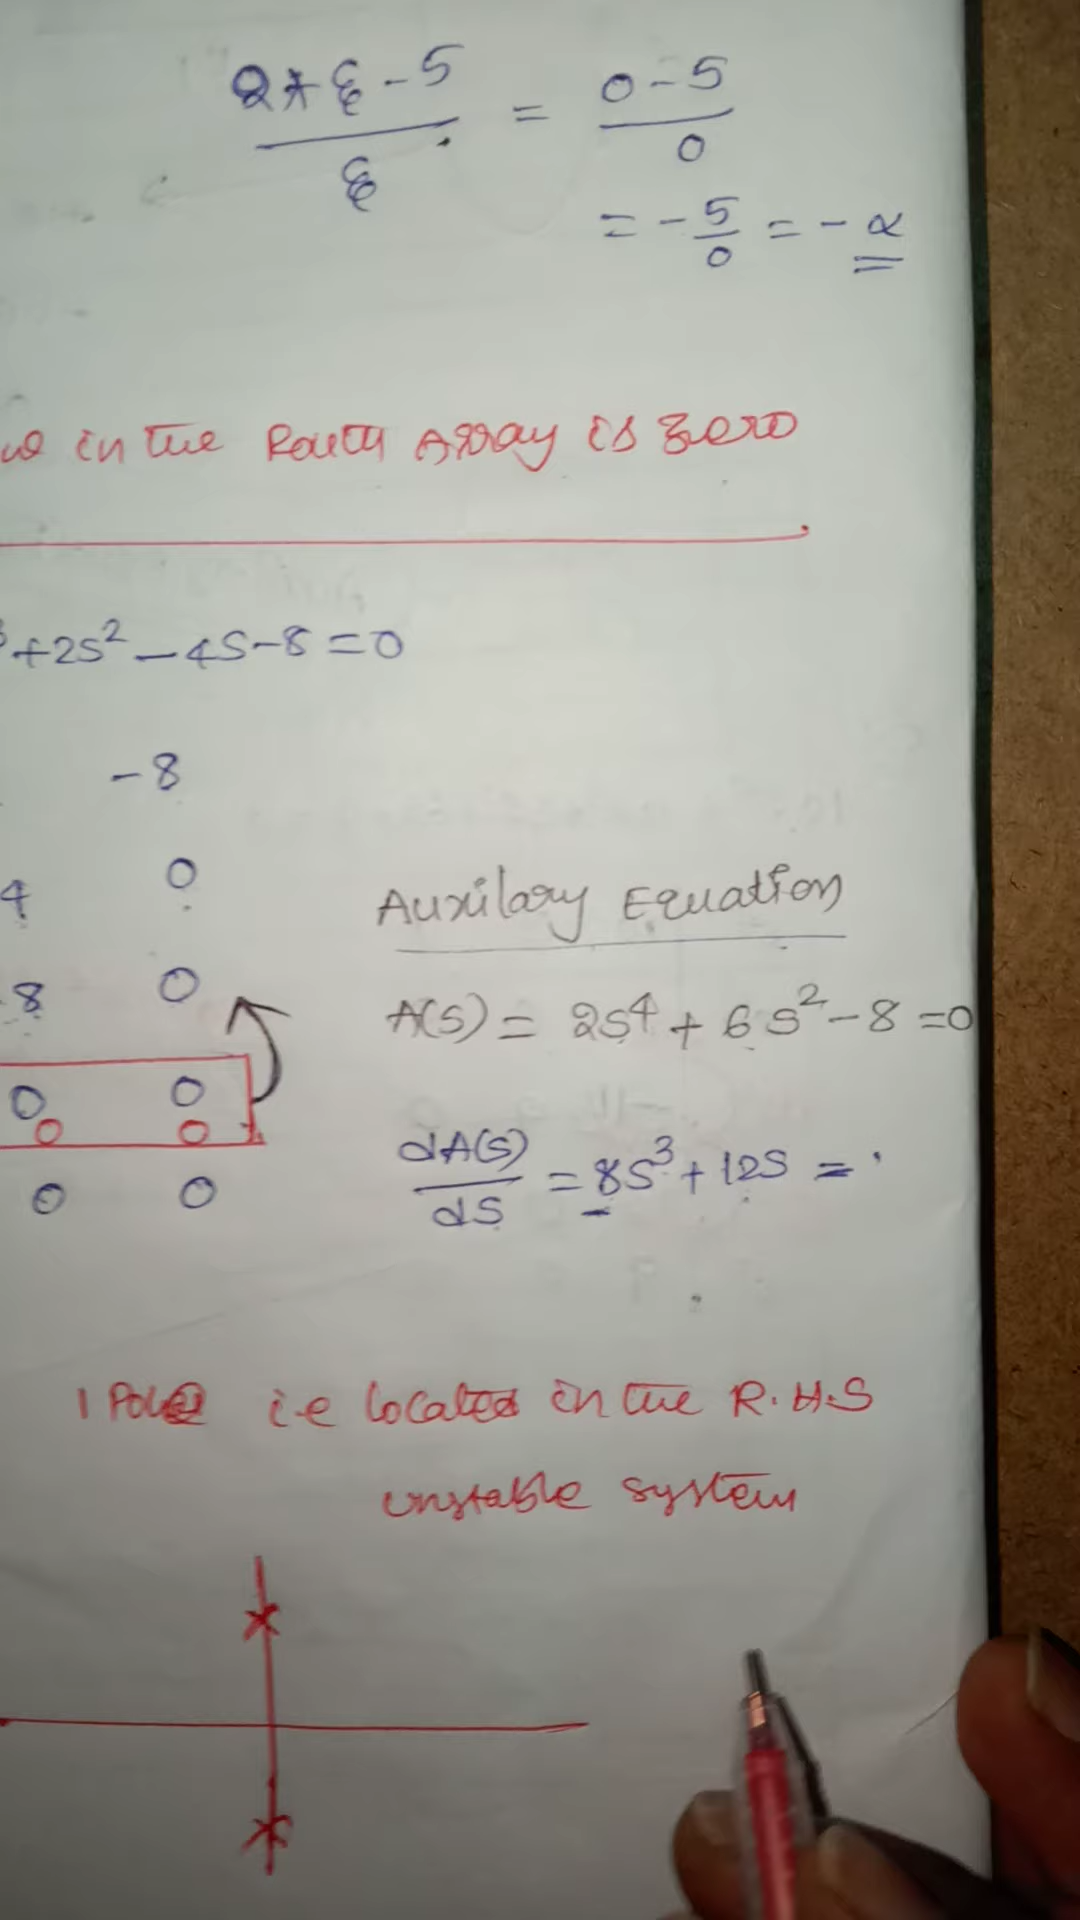 2*ε-5 / ε = 0-5 / 0
= -5/0 = -α
in the Routh Array is zero
+2s² -4s-8=0
-8
4 0
8 0
Auxilary Equation
A(s) = 2s⁴ + 6s² -8 =0
0 0
0 0
dA(s)/ds = 8s³ + 12s =
0 0
1 Pole i.e located in the R.H.S
unstable system